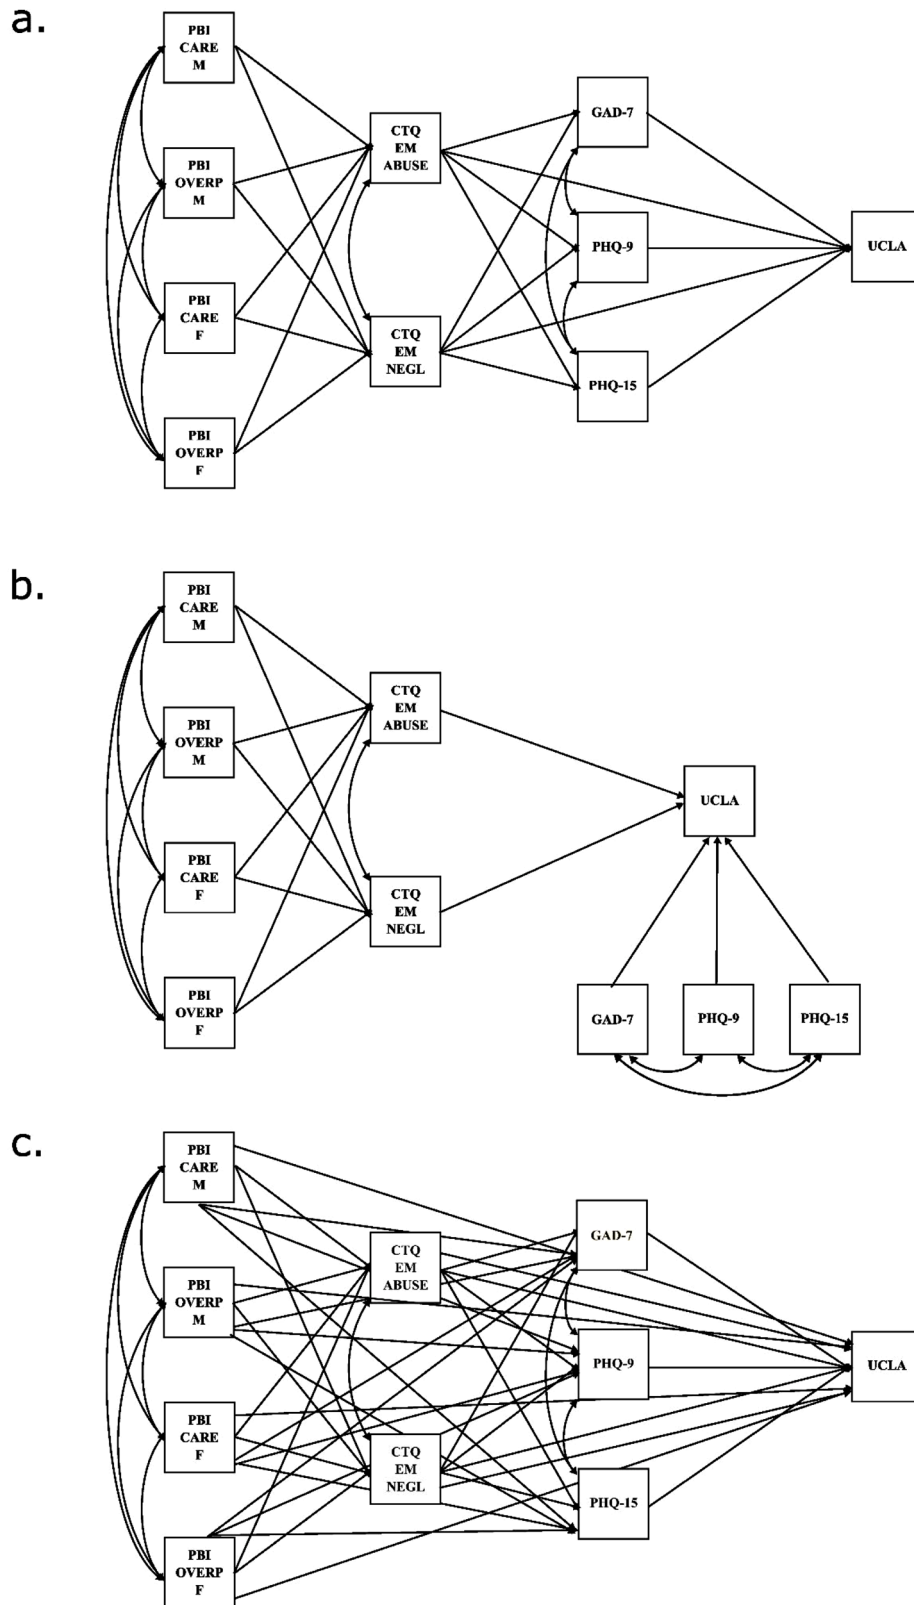 a.
PBI
CARE
M
PBI
OVERP
M
PBI
CARE
F
PBI
OVERP
F
CTQ
EM
ABUSE
CTQ
EM
NEGL
GAD-7
PHQ-9
PHQ-15
UCLA
b.
PBI
CARE
M
PBI
OVERP
M
PBI
CARE
F
PBI
OVERP
F
CTQ
EM
ABUSE
CTQ
EM
NEGL
UCLA
GAD-7
PHQ-9
PHQ-15
c.
PBI
CARE
M
PBI
OVERP
M
PBI
CARE
F
PBI
OVERP
F
CTQ
EM
ABUSE
CTQ
EM
NEGL
GAD-7
PHQ-9
PHQ-15
UCLA